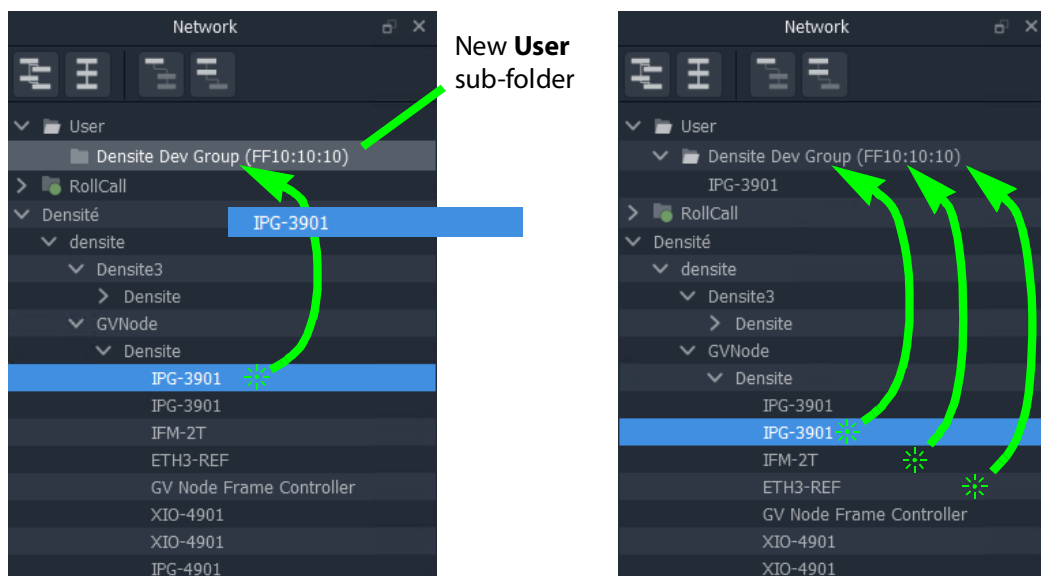 Network
New User
sub-folder
User
Densite Dev Group (FF10:10:10)
RollCall
Densité
IPG-3901
densite
Densite3
Densite
GVNode
Densite
IPG-3901
IPG-3901
IFM-2T
ETH3-REF
GV Node Frame Controller
XIO-4901
XIO-4901
IPG-4901
Network
User
Densite Dev Group (FF10:10:10)
IPG-3901
RollCall
Densité
densite
Densite3
Densite
GVNode
Densite
IPG-3901
IPG-3901
IFM-2T
ETH3-REF
GV Node Frame Controller
XIO-4901
XIO-4901